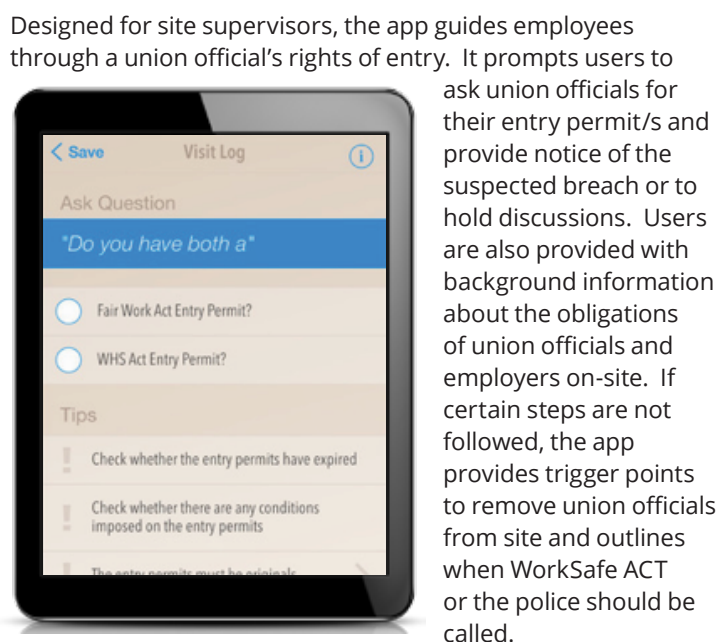 Designed for site supervisors, the app guides employees
through a union official’s rights of entry.  It prompts users to
ask union officials for
their entry permit/s and
provide notice of the
suspected breach or to
hold discussions.  Users
are also provided with
background information
about the obligations
of union officials and
employers on-site.  If
certain steps are not
followed, the app
provides trigger points
to remove union officials
from site and outlines
when WorkSafe ACT
or the police should be
called.
Save
Visit Log
i
Ask Question
"Do you have both a"
Fair Work Act Entry Permit?
WHS Act Entry Permit?
Tips
! Check whether the entry permits have expired
! Check whether there are any conditions
imposed on the entry permits
! The entry permits must be originals